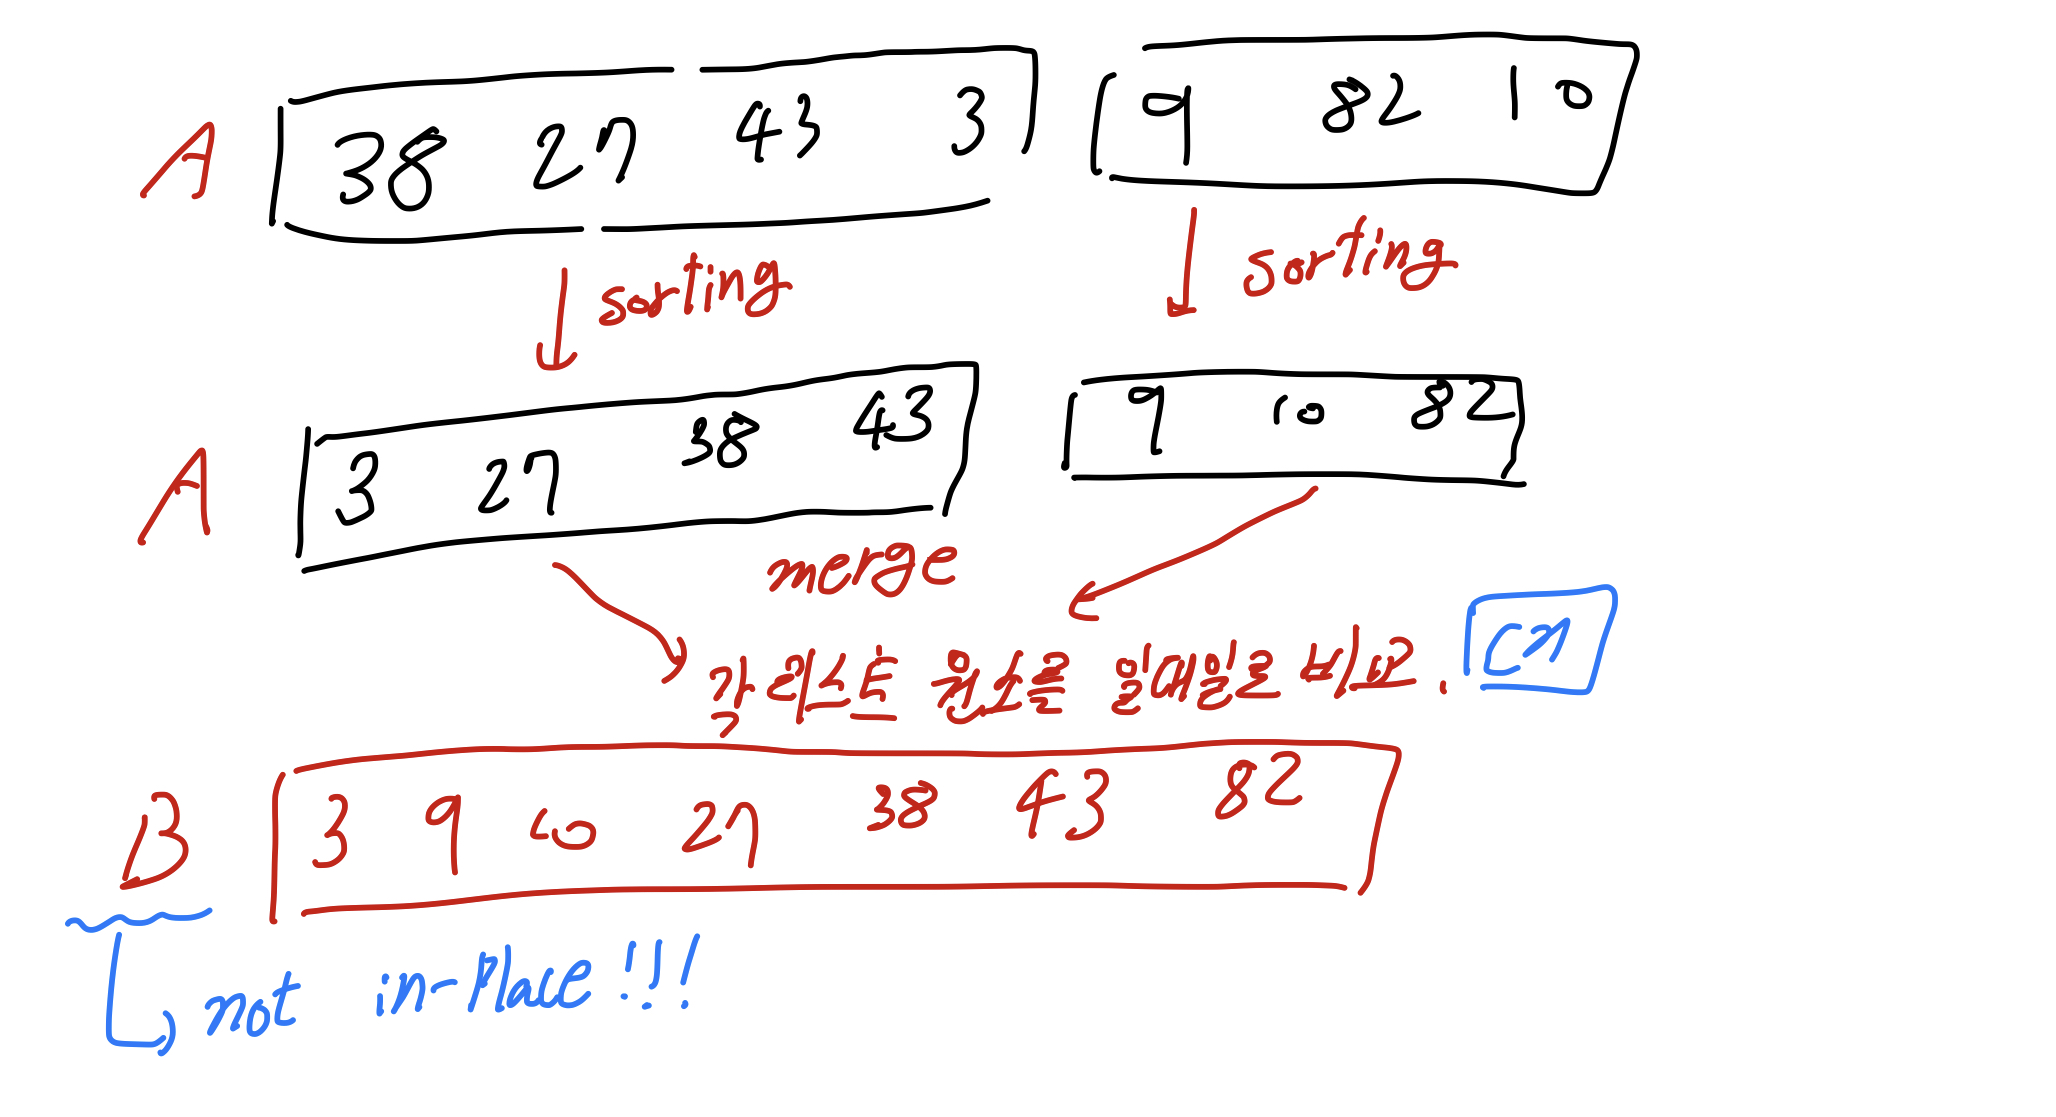 A 38 27 43 3 9 82 10
sorting sorting
A 3 27 38 43 9 10 82
merge
각 리스트 원소를 일대일로 비교. cn
B 3 9 10 27 38 43 82
not in-place !!!